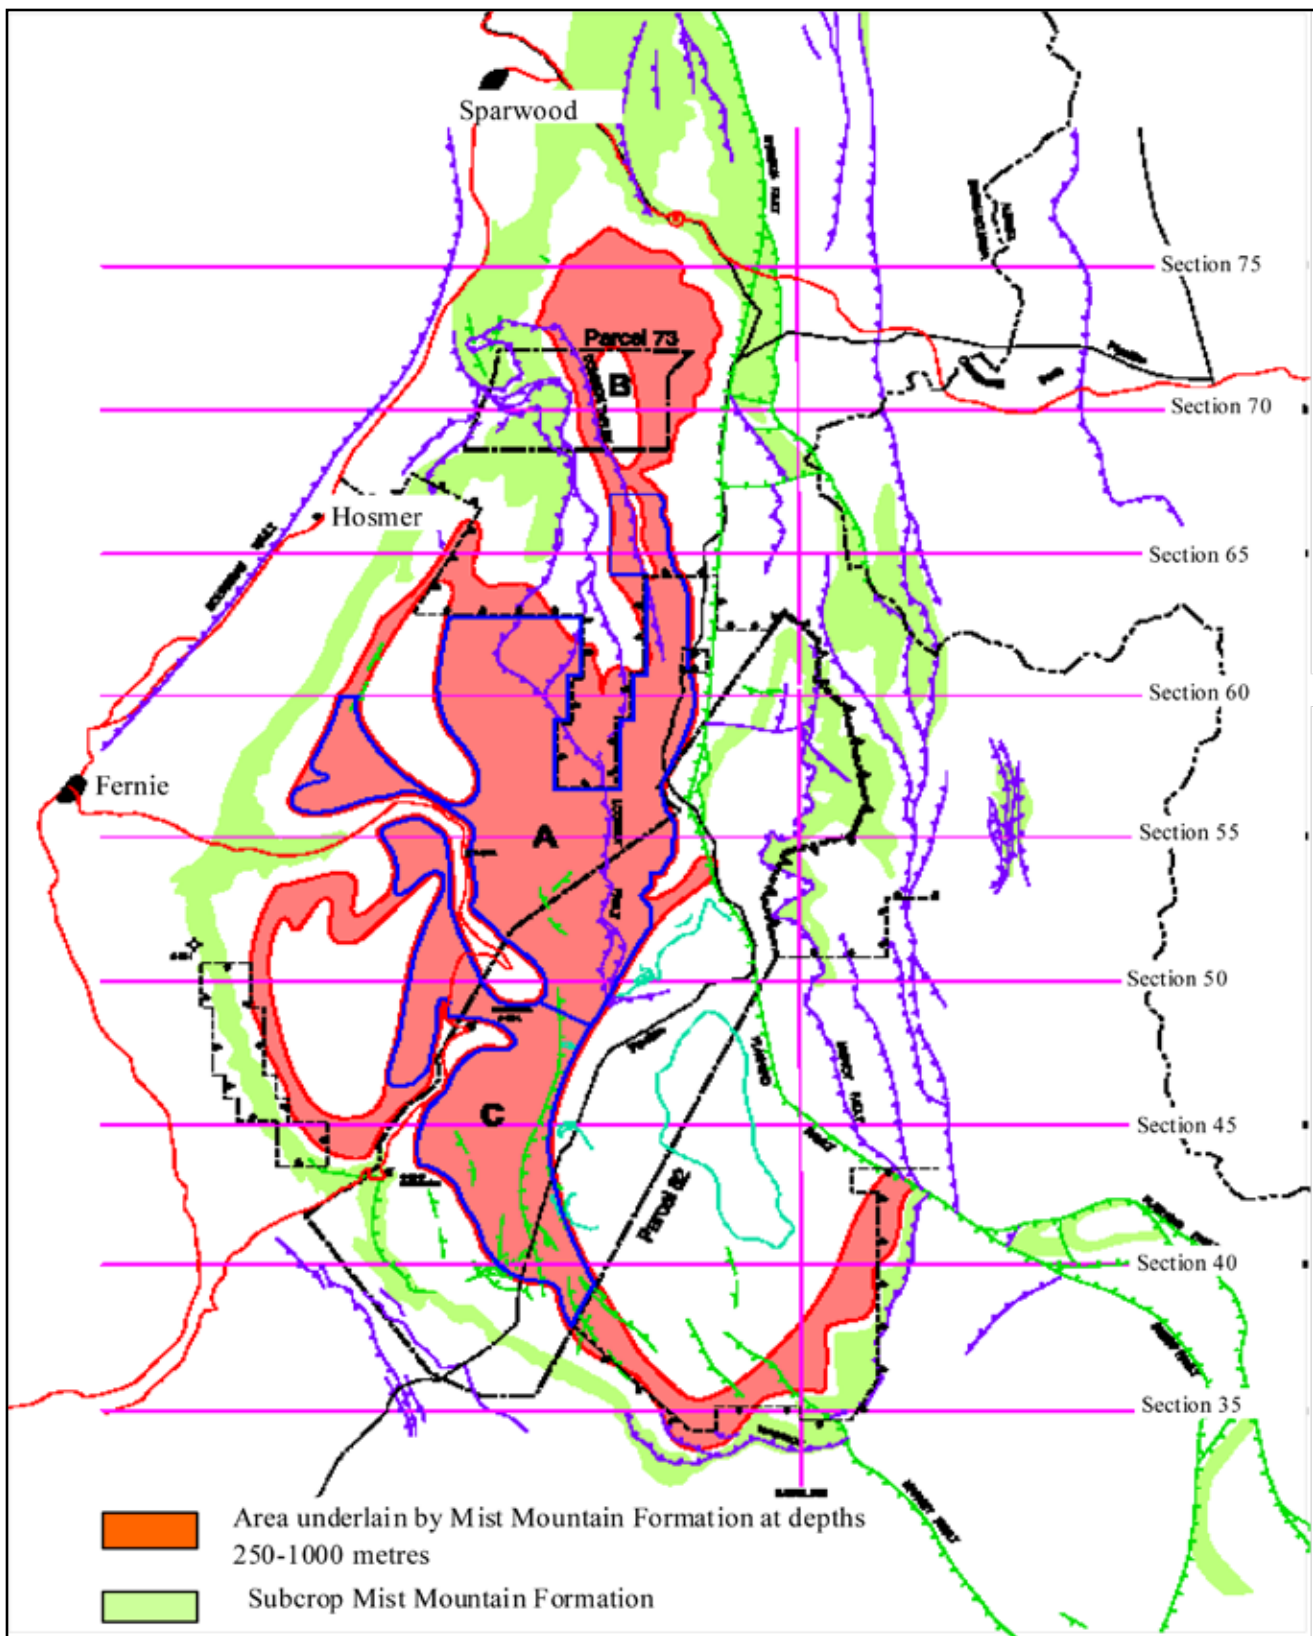 Sparwood
Section 75
Parcel 73
B
Section 70
Hosmer
Section 65
Section 60
Fernie
A
Section 55
Section 50
C
Section 45
FAULT
Parcel 82
Section 40
Section 35
Area underlain by Mist Mountain Formation at depths
250-1000 metres
Subcrop Mist Mountain Formation